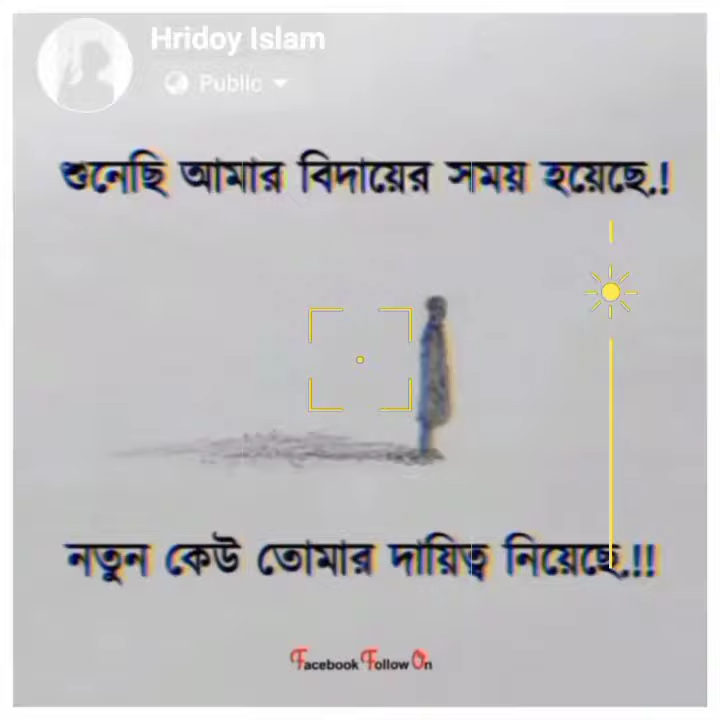 Hridoy Islam
Public
শুনেছি আমার বিদায়ের সময় হয়েছে.!
নতুন কেউ তোমার দায়িত্ব নিয়েছে.!!
Facebook Follow On